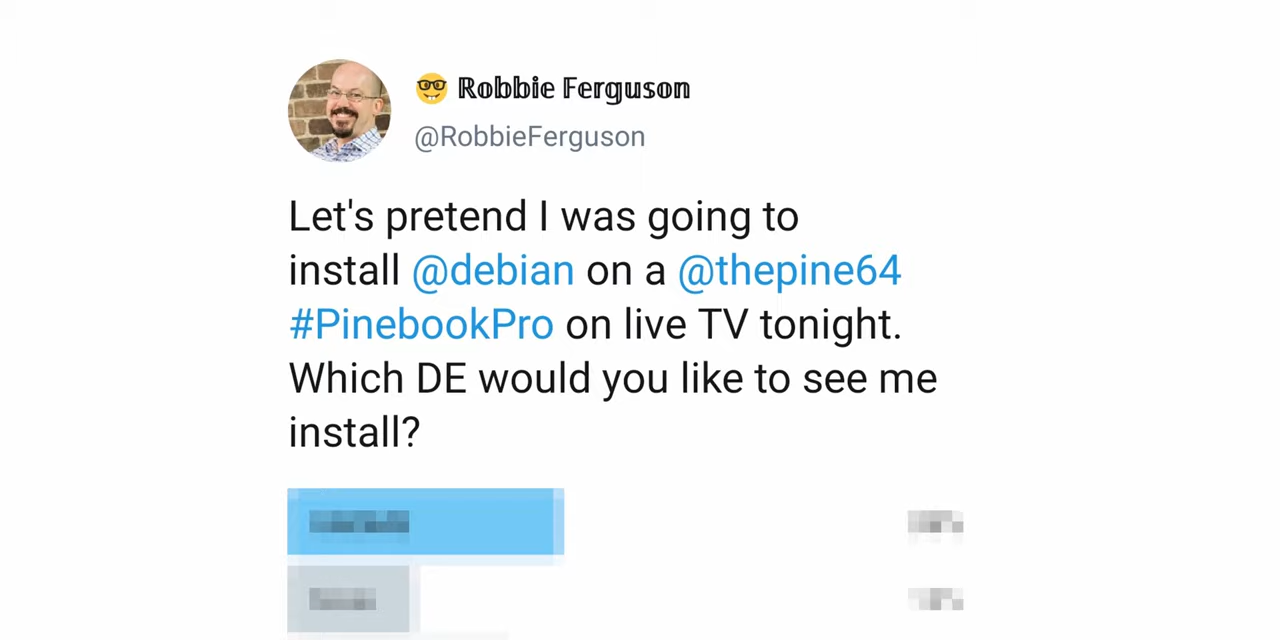 🤓 Robbie Ferguson
@RobbieFerguson
Let's pretend I was going to
install @debian on a @thepine64
#PinebookPro on live TV tonight.
Which DE would you like to see me
install?